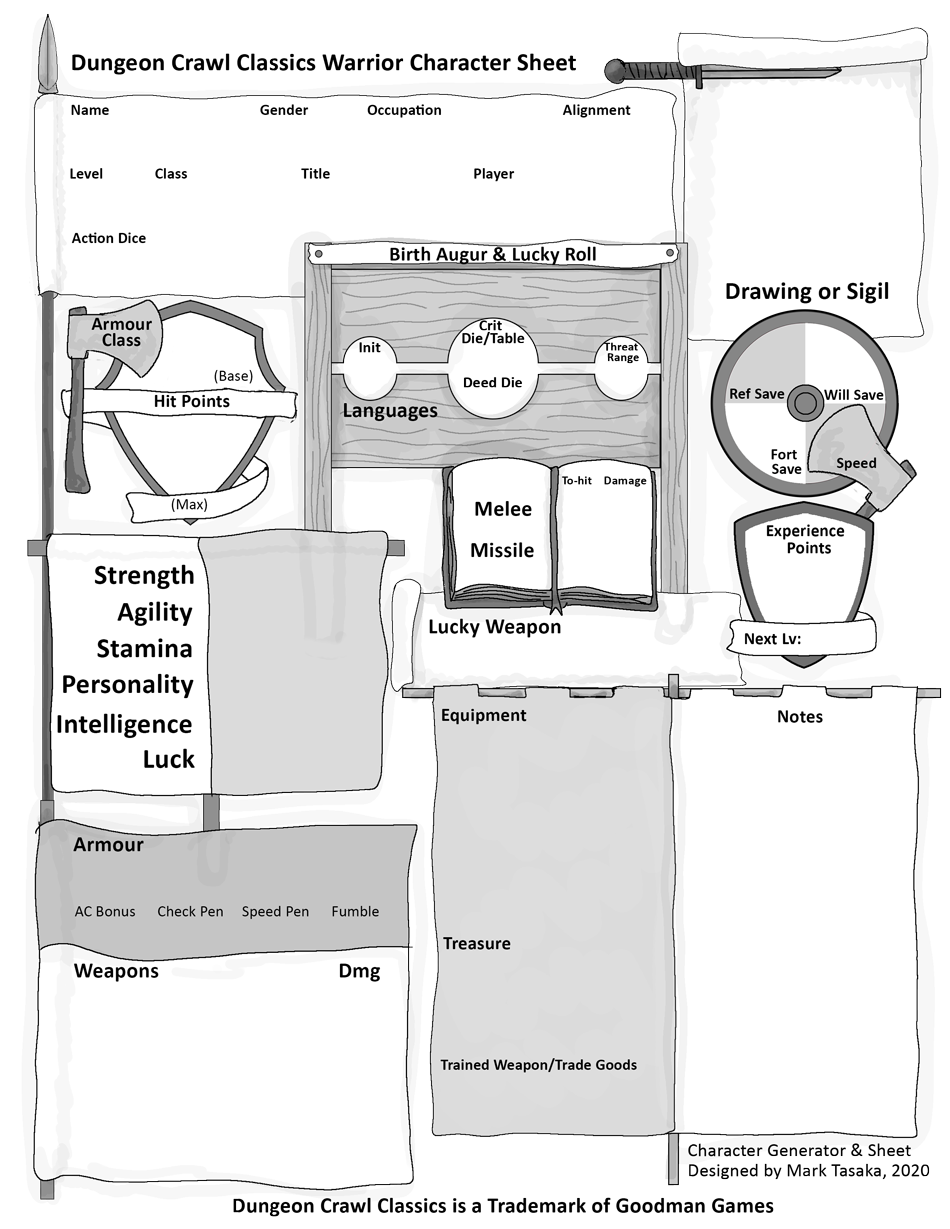 Dungeon Crawl Classics Warrior Character Sheet
Name Gender Occupation Alignment
Level Class Title Player
Action Dice
Birth Augur & Lucky Roll
Drawing or Sigil
Armour
Class
(Base)
Hit Points
(Max)
Init
Crit
Die/Table
Deed Die
Threat
Range
Languages
Ref Save
Will Save
Fort
Save
Speed
To-hit Damage
Melee
Missile
Experience
Points
Next Lv:
Strength
Agility
Stamina
Personality
Intelligence
Luck
Lucky Weapon
Equipment
Notes
Armour
AC Bonus Check Pen Speed Pen Fumble
Weapons Dmg
Treasure
Trained Weapon/Trade Goods
Character Generator & Sheet
Designed by Mark Tasaka, 2020
Dungeon Crawl Classics is a Trademark of Goodman Games